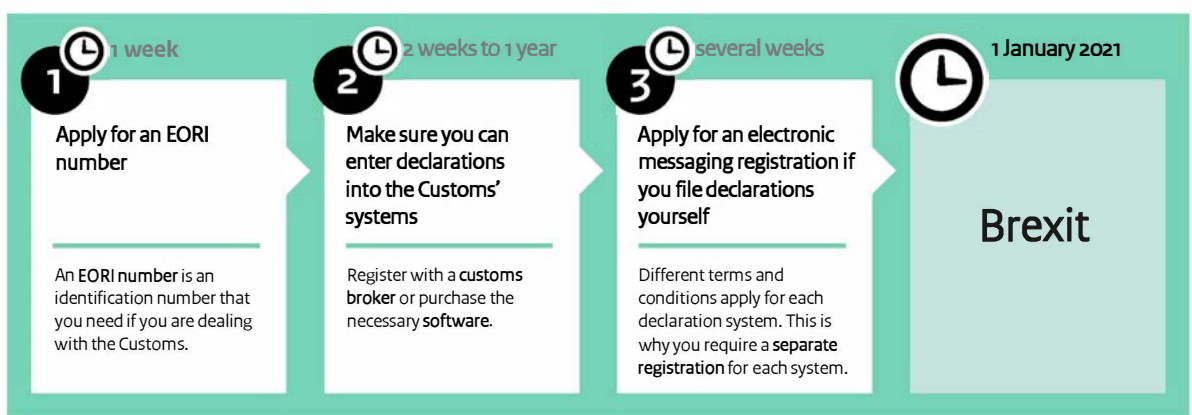 1
1 week
Apply for an EORI
number
An EORI number is an
identification number that
you need if you are dealing
with the Customs.
2
2 weeks to 1 year
Make sure you can
enter declarations
into the Customs’
systems
Register with a customs
broker or purchase the
necessary software.
3
several weeks
Apply for an electronic
messaging registration if
you file declarations
yourself
Different terms and
conditions apply for each
declaration system. This is
why you require a separate
registration for each system.
1 January 2021
Brexit